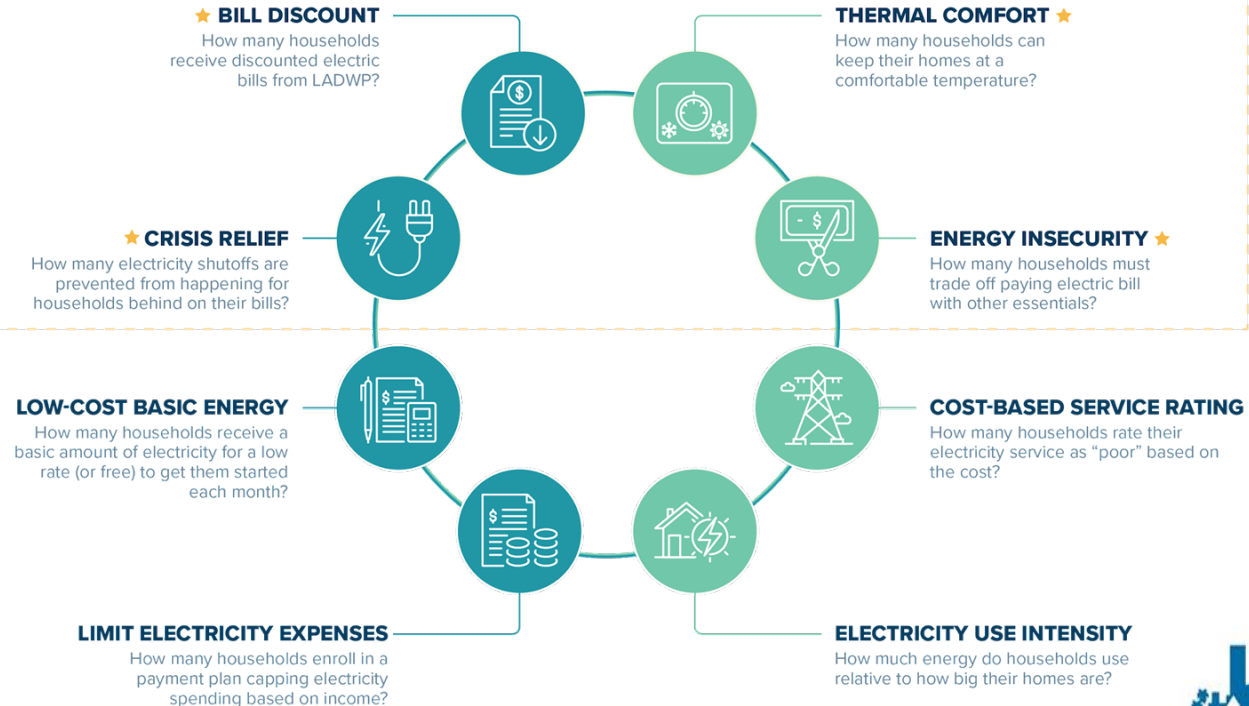 BILL DISCOUNT
How many households
receive discounted electric
bills from LADWP?
THERMAL COMFORT
How many households can
keep their homes at a
comfortable temperature?
$
- $
CRISIS RELIEF
How many electricity shutoffs are
prevented from happening for
households behind on their bills?
ENERGY INSECURITY
How many households must
trade off paying electric bill
with other essentials?
$
LOW-COST BASIC ENERGY
How many households receive a
basic amount of electricity for a low
rate (or free) to get them started
each month?
COST-BASED SERVICE RATING
How many households rate their
electricity service as “poor” based on
the cost?
$
LIMIT ELECTRICITY EXPENSES
How many households enroll in a
payment plan capping electricity
spending based on income?
ELECTRICITY USE INTENSITY
How much energy do households use
relative to how big their homes are?